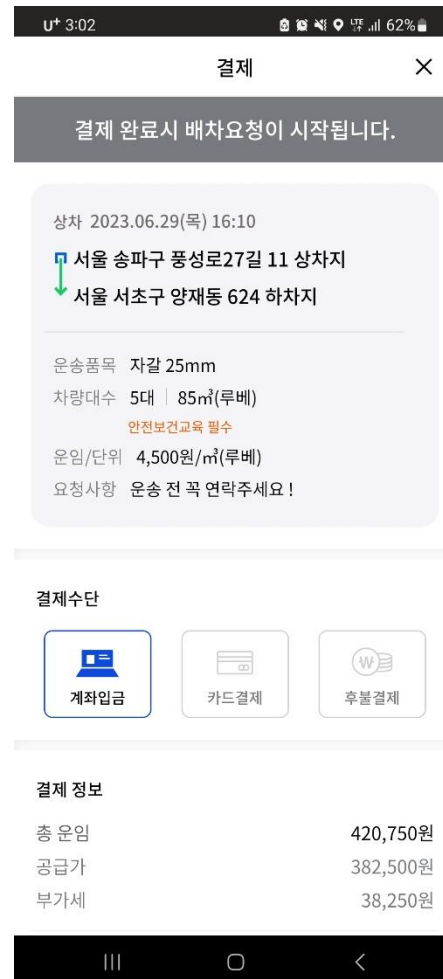 U+ 3:02 LTE 62%
결제
결제 완료시 배차요청이 시작됩니다.
상차 2023.06.29(목) 16:10
서울 송파구 풍성로27길 11 상차지
서울 서초구 양재동 624 하차지
운송품목 자갈 25mm
차량대수 5대 | 85㎥(루베)
안전보건교육 필수
운임/단위 4,500원/㎥(루베)
요청사항 운송 전 꼭 연락주세요 !
결제수단
계좌입금 카드결제 후불결제
결제 정보
총 운임 420,750원
공급가 382,500원
부가세 38,250원